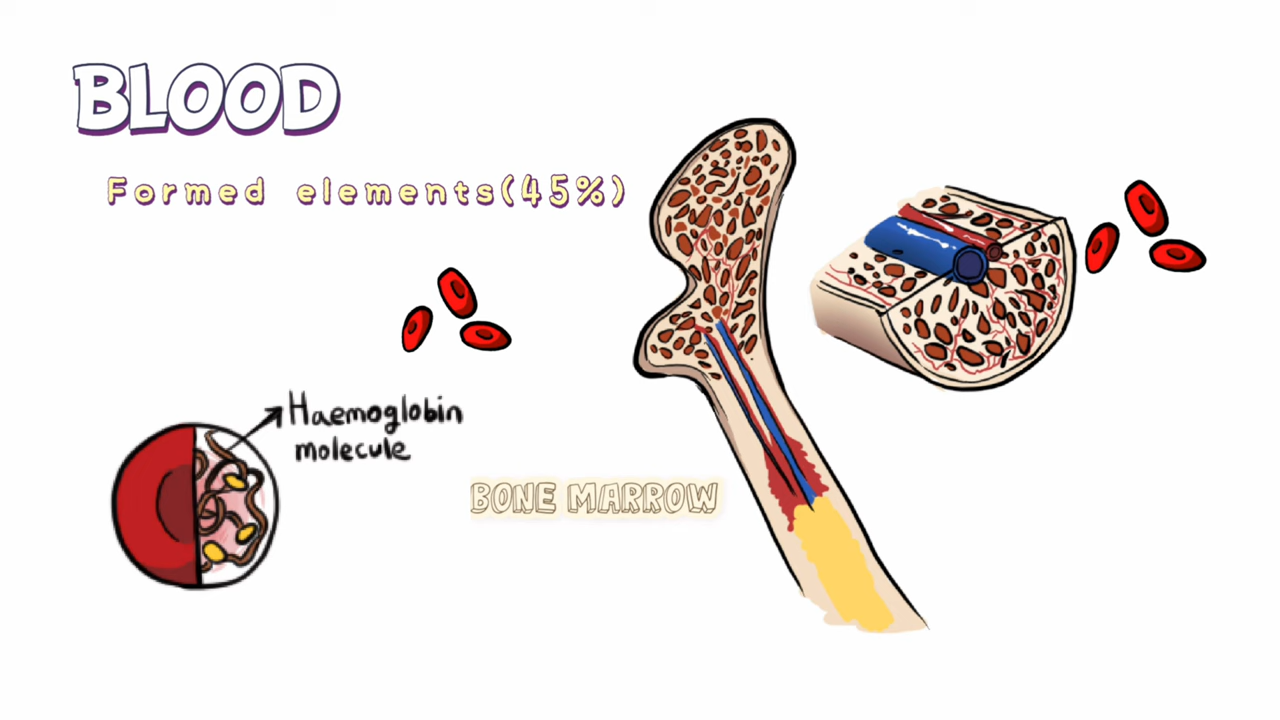 BLOOD
Formed elements(45%)
Haemoglobin
molecule
BONE MARROW